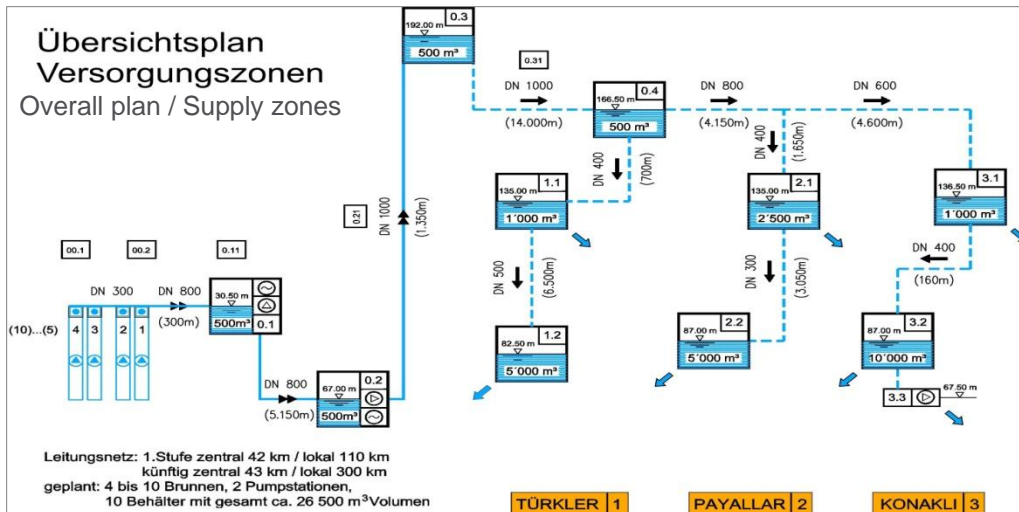 Übersichtsplan
Versorgungszonen
Overall plan / Supply zones
192.00 m 0.3
500 m³
0.31
DN 1000
(14.000m)
166.50 m 0.4
500 m³
DN 800
(4.150m)
DN 600
(4.600m)
DN 400
(700m)
DN 400
(1.650m)
135.00 m 1.1
1´000 m³
135.00 m 2.1
2´500 m³
136.50 m 3.1
1´000 m³
0.21
DN 1000
(1.350m)
DN 500
(6.500m)
DN 300
(3.050m)
DN 400
(160m)
00.1
00.2
0.11
DN 300
DN 800
(300m)
30.50 m
500m³ 0.1
(10)...(5) 4 3 2 1
82.50 m 1.2
5´000 m³
87.00 m 2.2
5´000 m³
87.00 m 3.2
10´000 m³
DN 800
(5.150m)
67.00 m 0.2
500m³
3.3
67.50 m
Leitungsnetz: 1.Stufe zentral 42 km / lokal 110 km
künftig zentral 43 km / lokal 300 km
geplant: 4 bis 10 Brunnen, 2 Pumpstationen,
10 Behälter mit gesamt ca. 26 500 m³ Volumen
TÜRKLER 1
PAYALLAR 2
KONAKLI 3